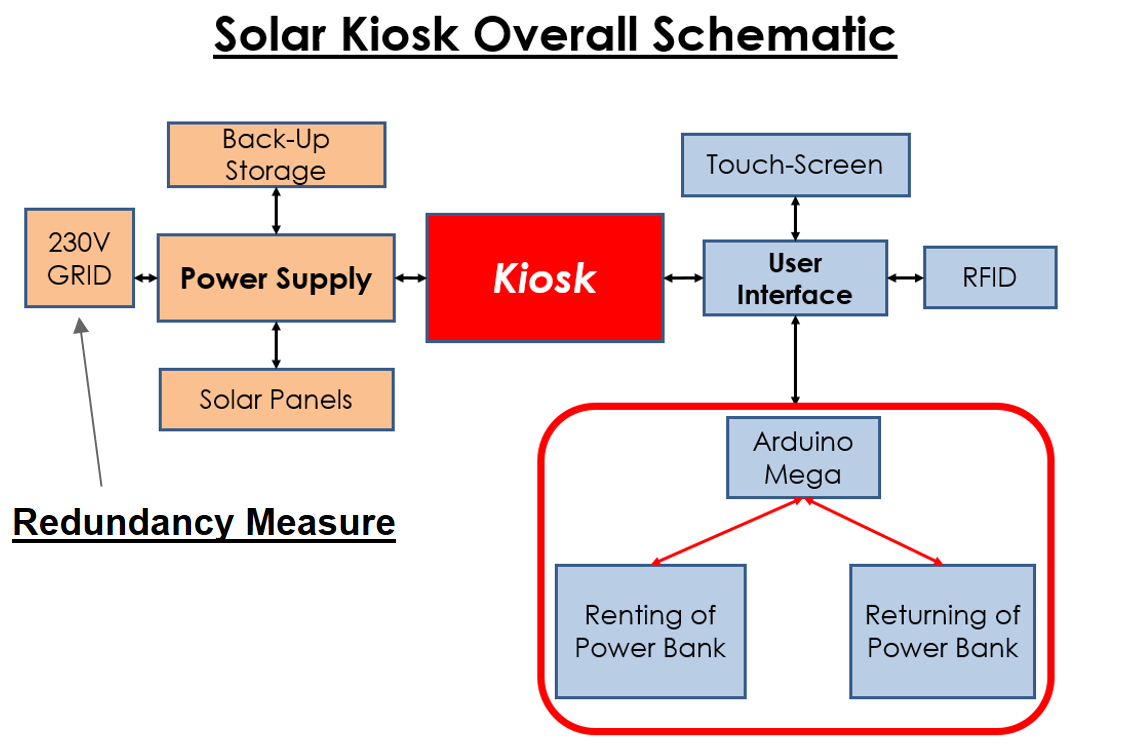 Solar Kiosk Overall Schematic
Back-Up
Storage
230V
GRID
Power Supply
Solar Panels
Redundancy Measure
Kiosk
Touch-Screen
User
Interface
RFID
Arduino
Mega
Renting of
Power Bank
Returning of
Power Bank